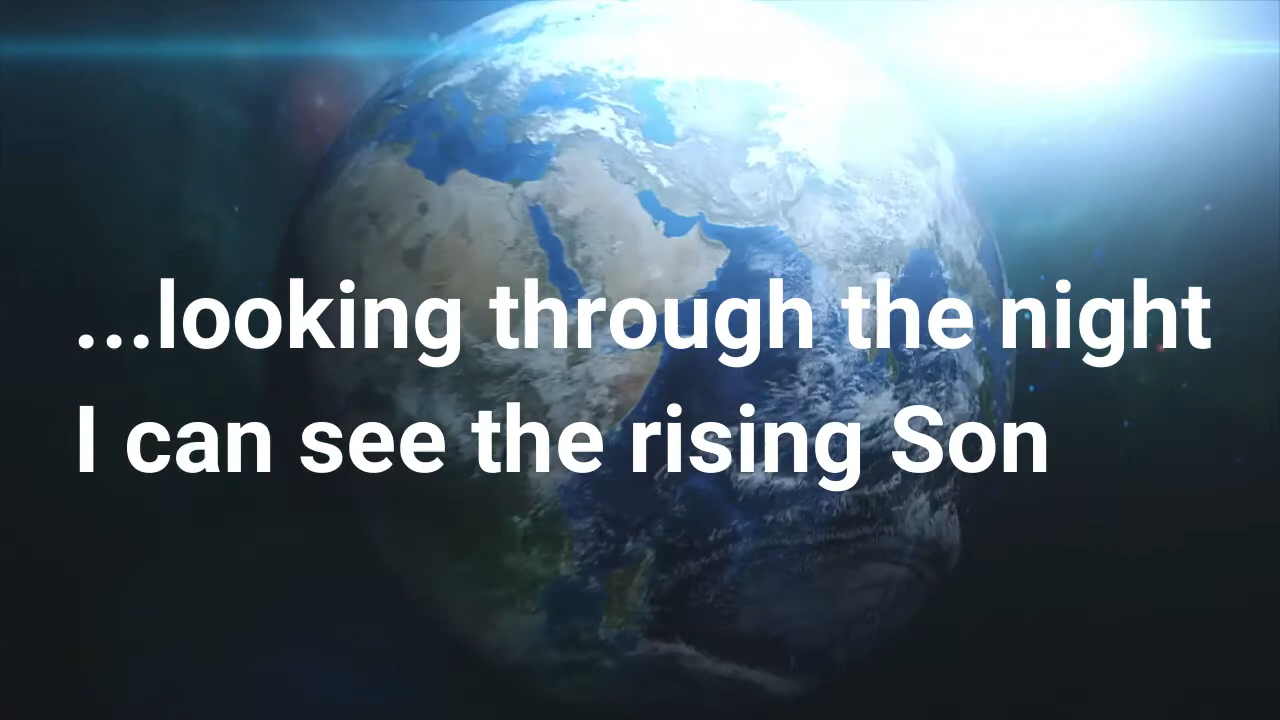 ...looking through the night
I can see the rising Son